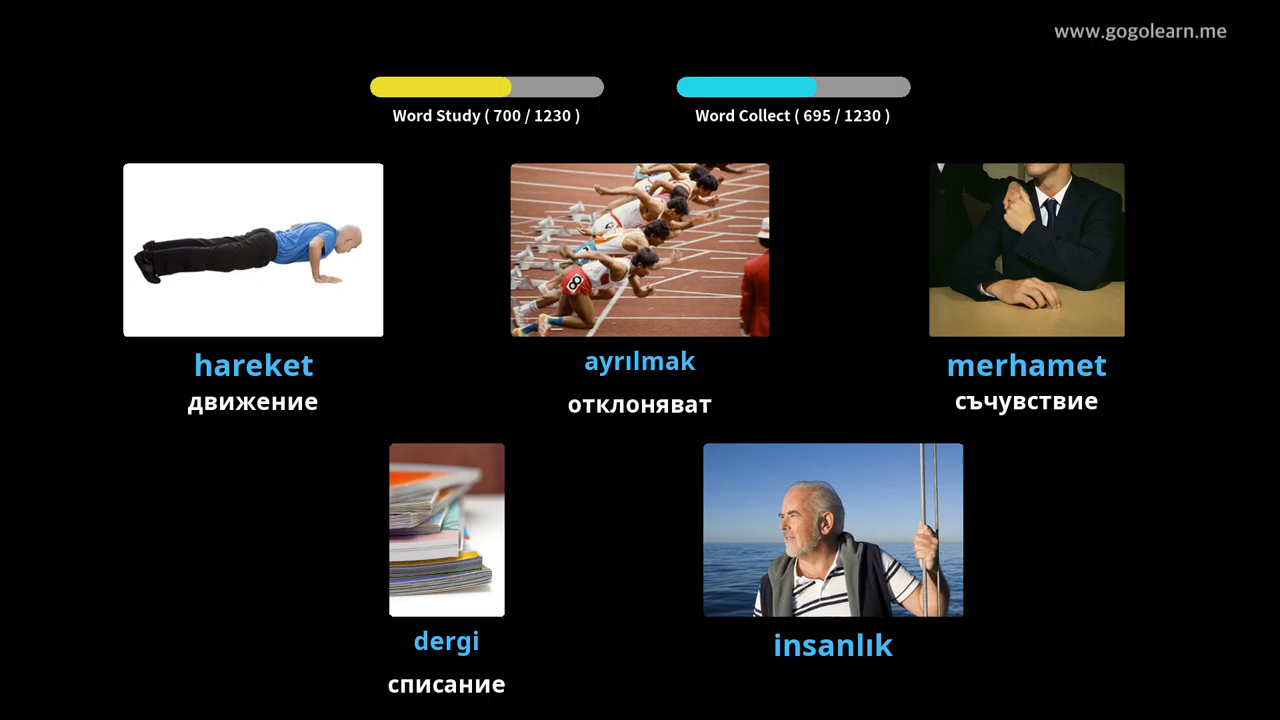 www.gogolearn.me
Word Study ( 700 / 1230 )
Word Collect ( 695 / 1230 )
hareket
движение
ayrılmak
отклоняват
merhamet
съчувствие
dergi
списание
insanlık